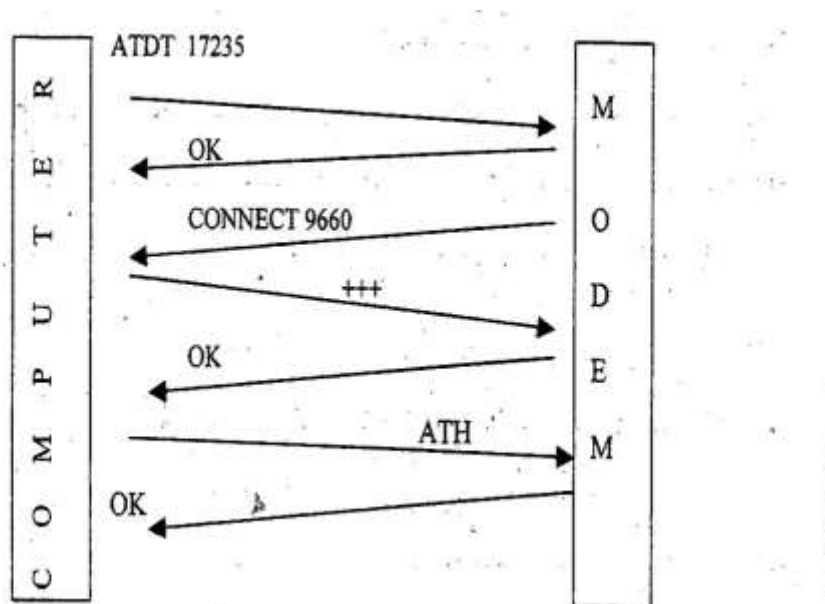 ATDT 17235
COMPUTER
MODEM
OK
CONNECT 9660
+++
OK
ATH
OK